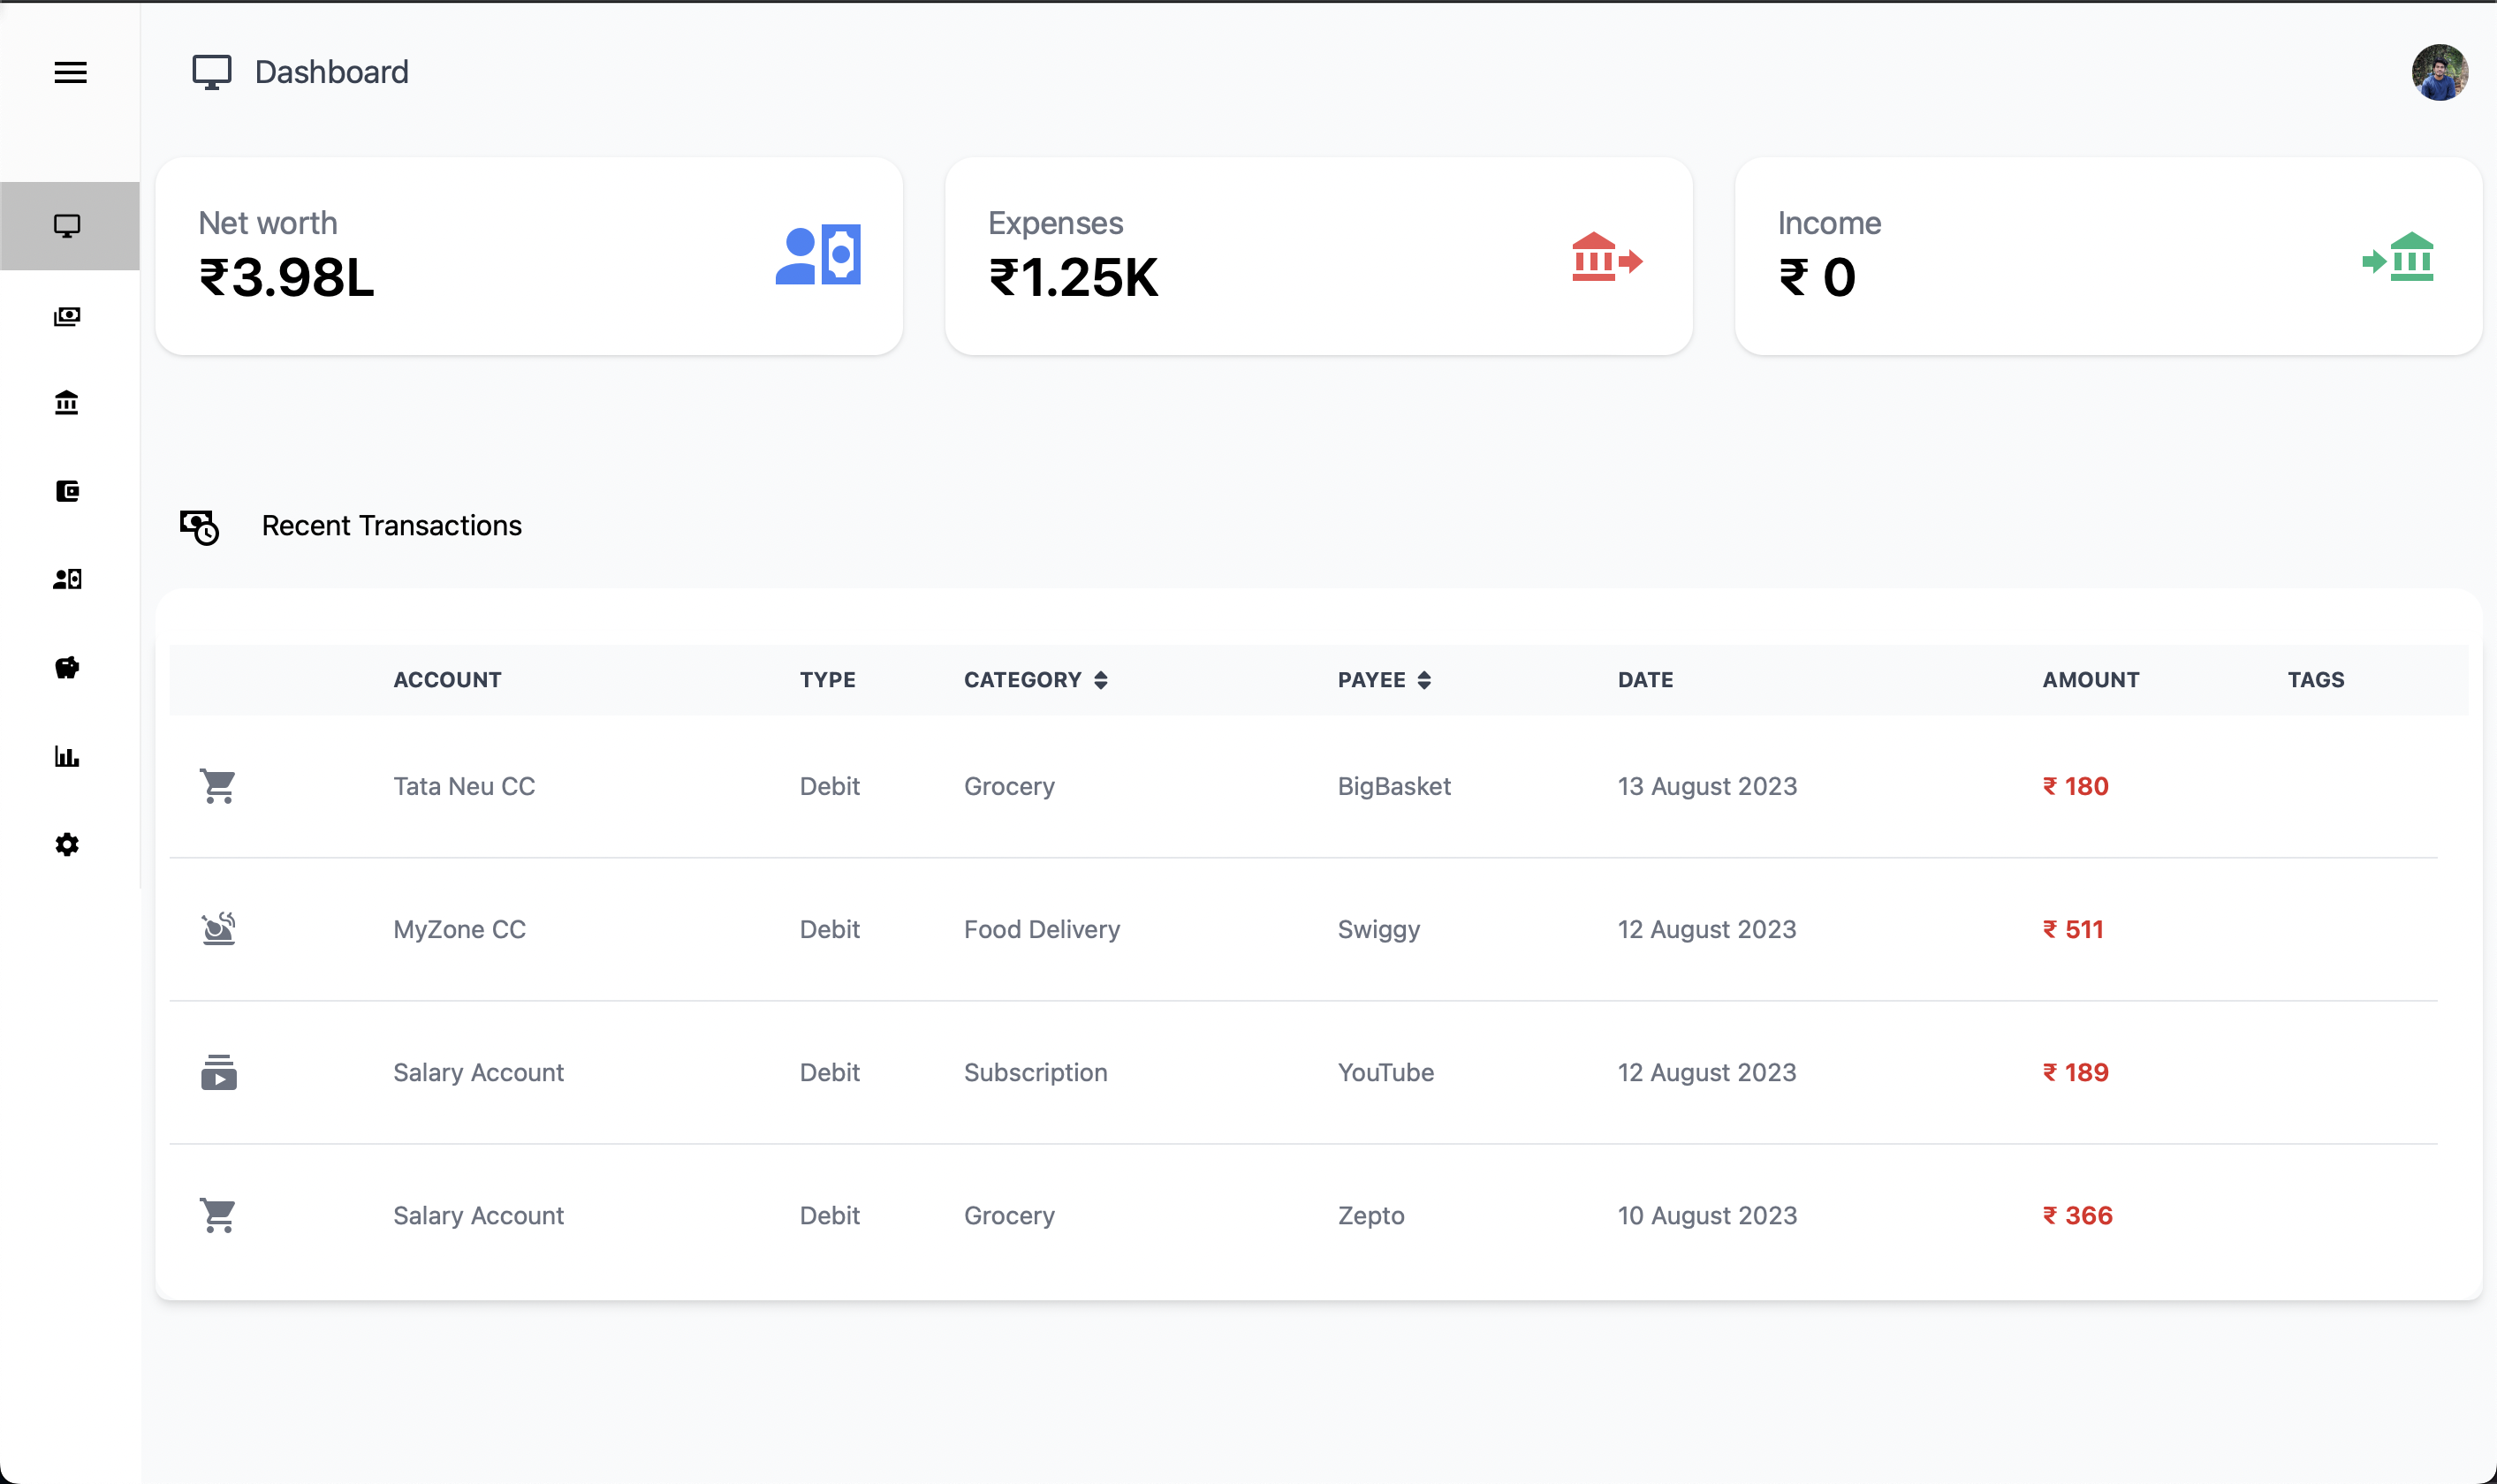 Dashboard
Net worth
₹3.98L
Expenses
₹1.25K
Income
₹ 0
Recent Transactions
ACCOUNT TYPE CATEGORY PAYEE DATE AMOUNT TAGS
Tata Neu CC Debit Grocery BigBasket 13 August 2023 ₹ 180
MyZone CC Debit Food Delivery Swiggy 12 August 2023 ₹ 511
Salary Account Debit Subscription YouTube 12 August 2023 ₹ 189
Salary Account Debit Grocery Zepto 10 August 2023 ₹ 366